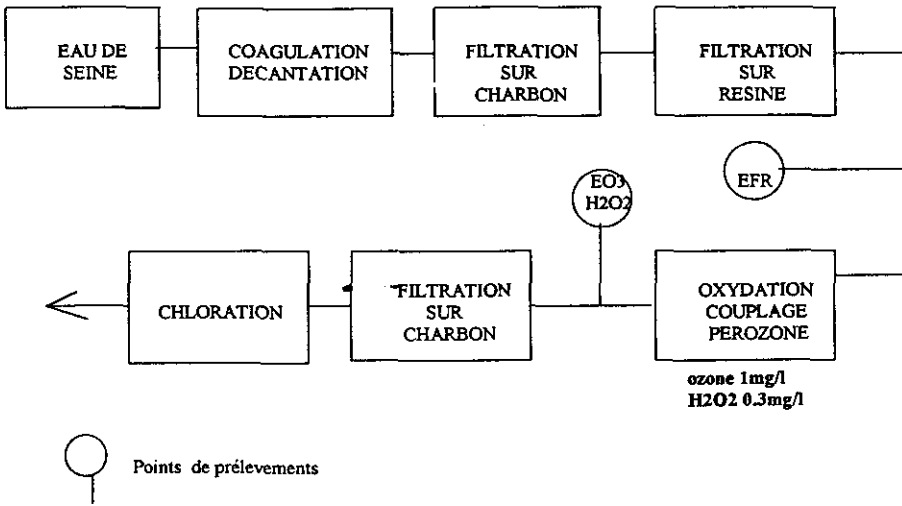 EAU DE
SEINE
COAGULATION
DECANTATION
FILTRATION
SUR
CHARBON
FILTRATION
SUR
RESINE
EFR
EO3
H2O2
OXYDATION
COUPLAGE
PEROZONE
ozone 1mg/l
H2O2 0.3mg/l
FILTRATION
SUR
CHARBON
CHLORATION
Points de prélevements